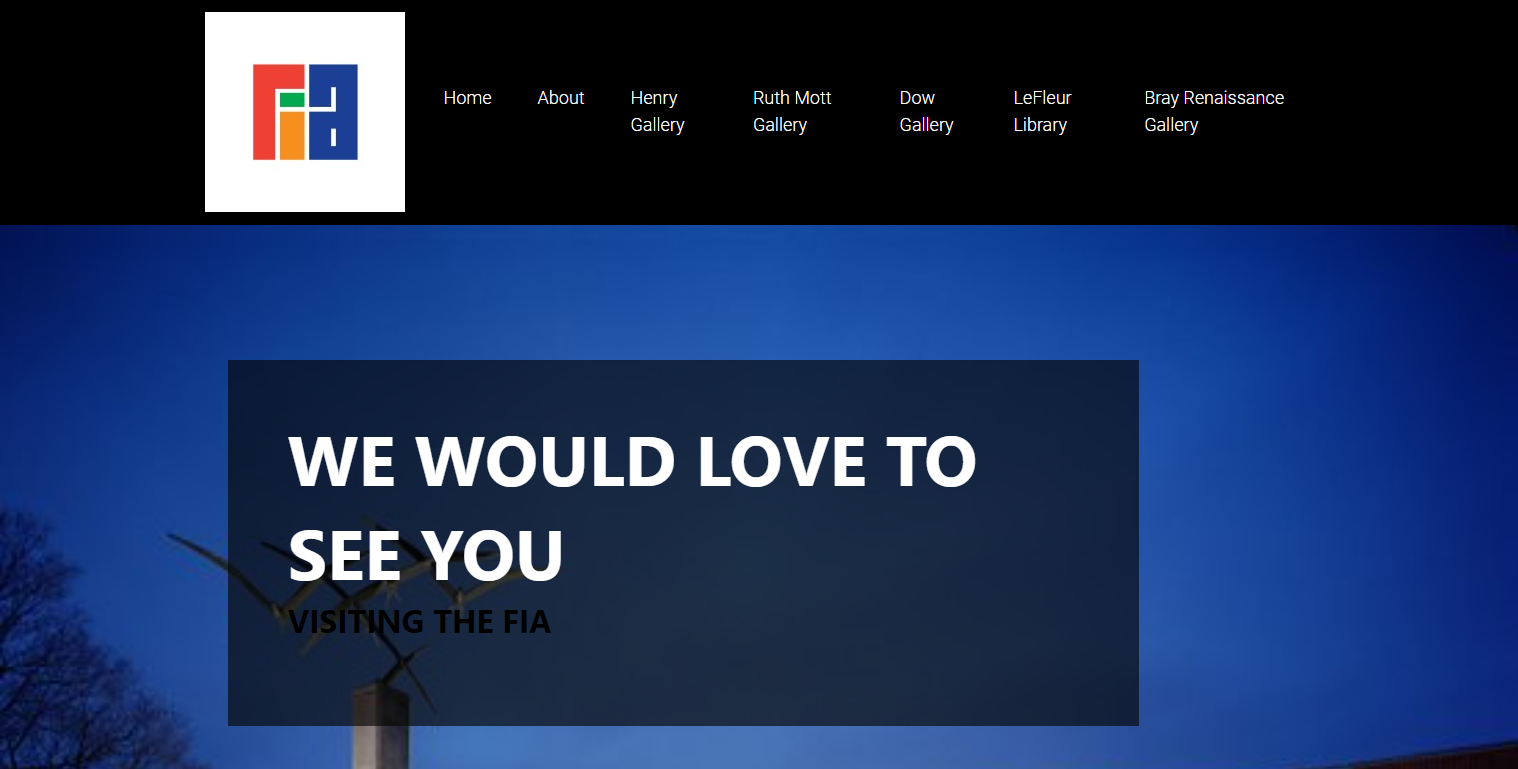 fia
Home
About
Henry
Gallery
Ruth Mott
Gallery
Dow
Gallery
LeFleur
Library
Bray Renaissance
Gallery
WE WOULD LOVE TO
SEE YOU
VISITING THE FIA